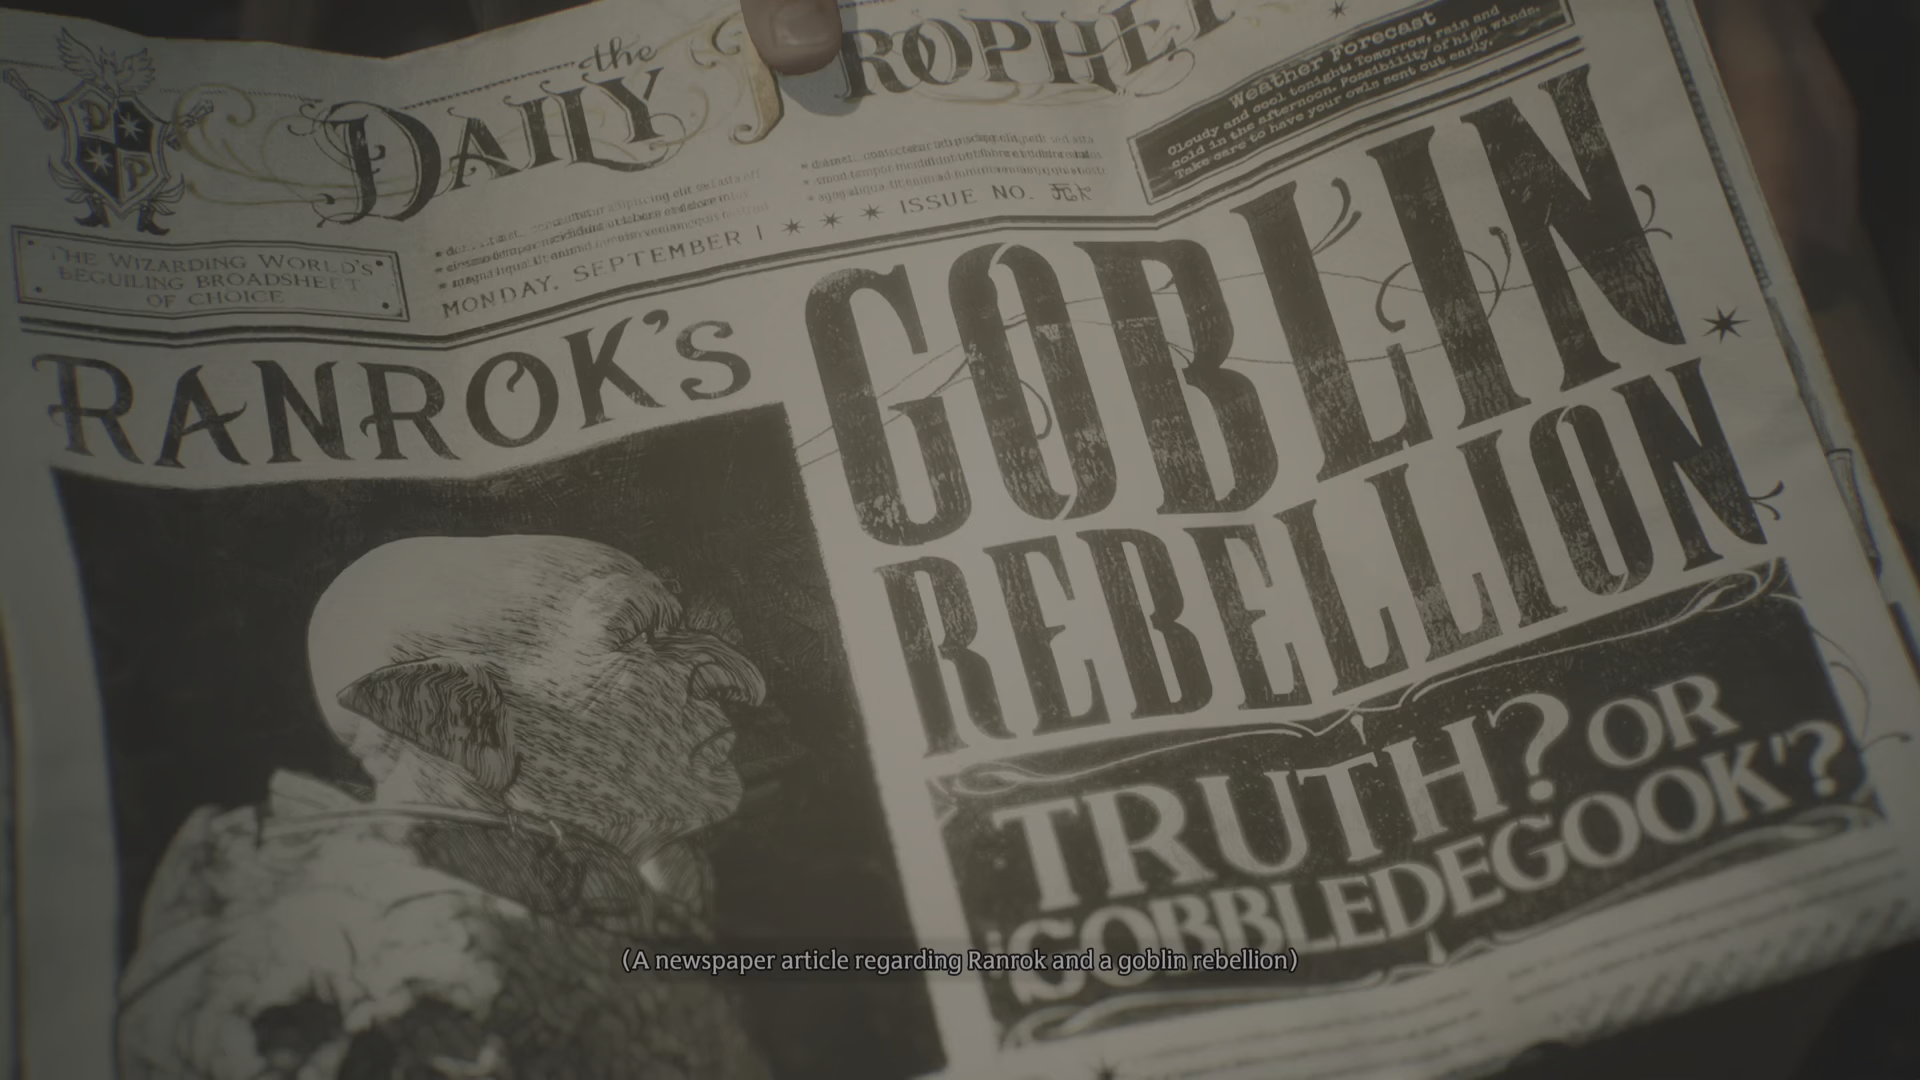 the
DAILY PROPHET
Weather Forecast
Cloudy and cool tonight. Tomorrow, rain and
cold in the afternoon. Possibility of high winds.
Take care to have your owls sent out early.
D
P
THE WIZARDING WORLD'S
BEGUILING BROADSHEET
OF CHOICE
MONDAY, SEPTEMBER 1 ISSUE NO.
RANROK'S
GOBLIN
REBELLION
TRUTH? OR
'GOBBLEDEGOOK'?
(A newspaper article regarding Ranrok and a goblin rebellion)